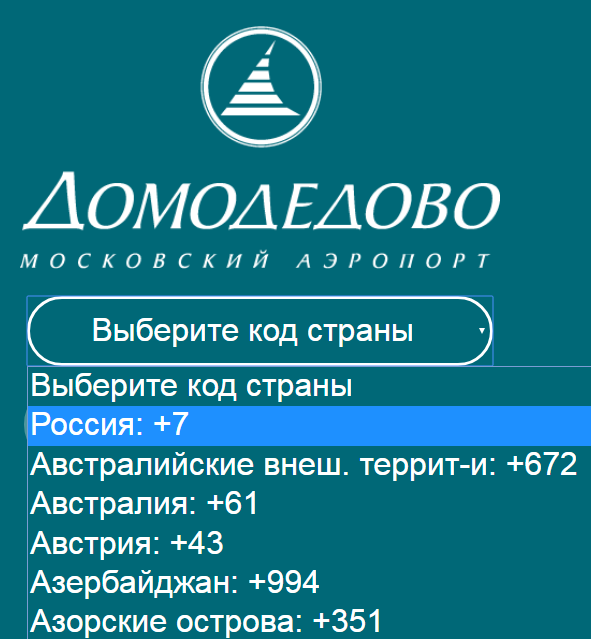 ДОМОДЕДОВО
МОСКОВСКИЙ АЭРОПОРТ
Выберите код страны
Выберите код страны
Россия: +7
Австралийские внеш. террит-и: +672
Австралия: +61
Австрия: +43
Азербайджан: +994
Азорские острова: +351